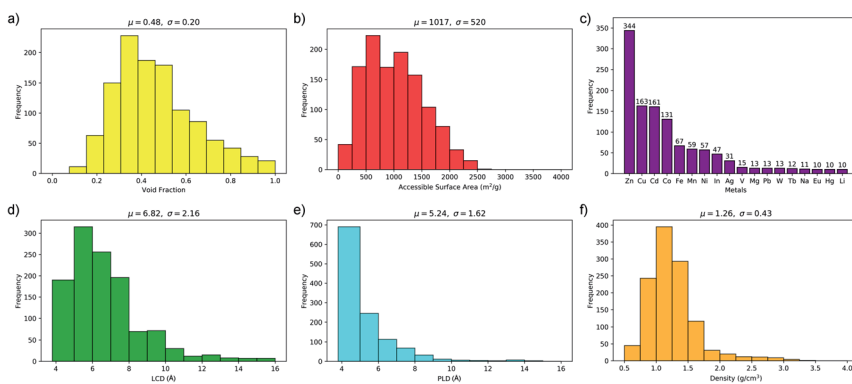 a)
μ = 0.48, σ = 0.20
Frequency
200
150
100
50
0
0.0 0.2 0.4 0.6 0.8 1.0
Void Fraction
b)
μ = 1017, σ = 520
Frequency
200
150
100
50
0
0 500 1000 1500 2000 2500 3000 3500 4000
Accessible Surface Area (m²/g)
c)
Frequency
350
300
250
200
150
100
50
0
344 163 161 131 67 59 57 47 31 15 13 13 13 12 11 10 10 10
Zn Cu Cd Co Fe Mn Ni In Ag V Mg Pb W Tb Na Eu Hg Li
Metals
d)
μ = 6.82, σ = 2.16
Frequency
300
250
200
150
100
50
0
4 6 8 10 12 14 16
LCD (Å)
e)
μ = 5.24, σ = 1.62
Frequency
700
600
500
400
300
200
100
0
4 6 8 10 12 14 16
PLD (Å)
f)
μ = 1.26, σ = 0.43
Frequency
400
350
300
250
200
150
100
50
0
0.5 1.0 1.5 2.0 2.5 3.0 3.5 4.0
Density (g/cm³)